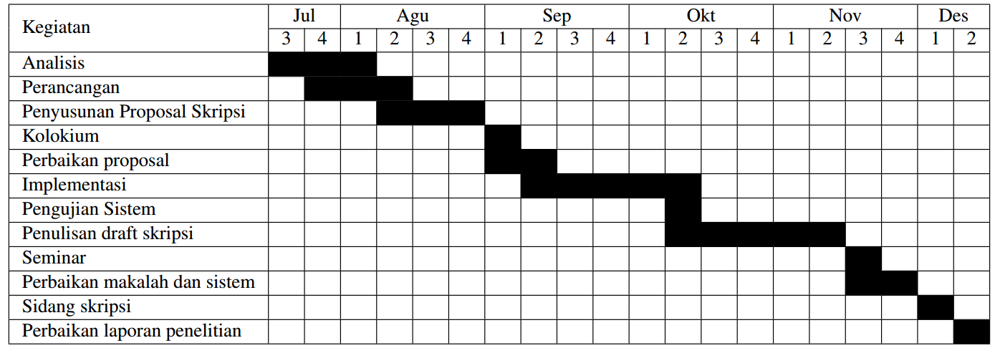 Kegiatan Jul Agu Sep Okt Nov Des
3 4 1 2 3 4 1 2 3 4 1 2 3 4 1 2 3 4 1 2
Analisis
Perancangan
Penyusunan Proposal Skripsi
Kolokium
Perbaikan proposal
Implementasi
Pengujian Sistem
Penulisan draft skripsi
Seminar
Perbaikan makalah dan sistem
Sidang skripsi
Perbaikan laporan penelitian